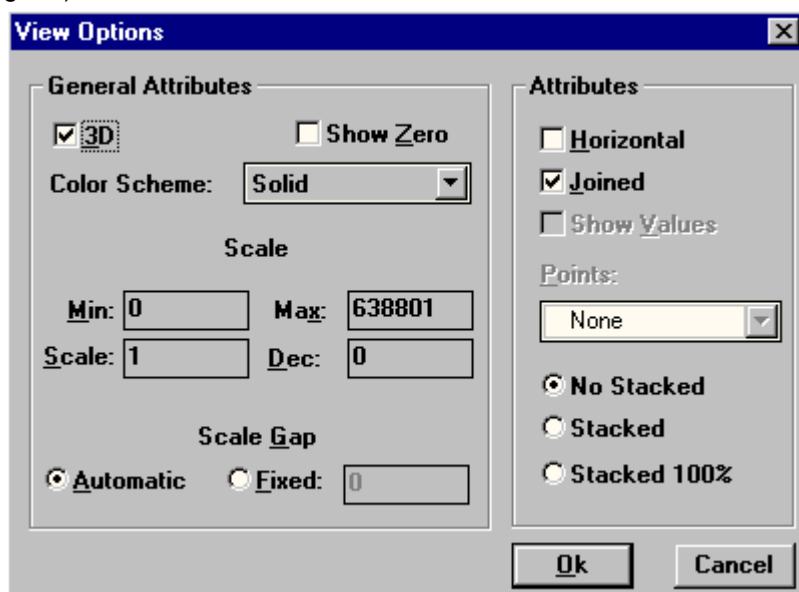 View Options
General Attributes
3D
Show Zero
Color Scheme:
Solid
Scale
Min: 0
Max: 638801
Scale: 1
Dec: 0
Scale Gap
Automatic
Fixed: 0
Attributes
Horizontal
Joined
Show Values
Points:
None
No Stacked
Stacked
Stacked 100%
Ok
Cancel